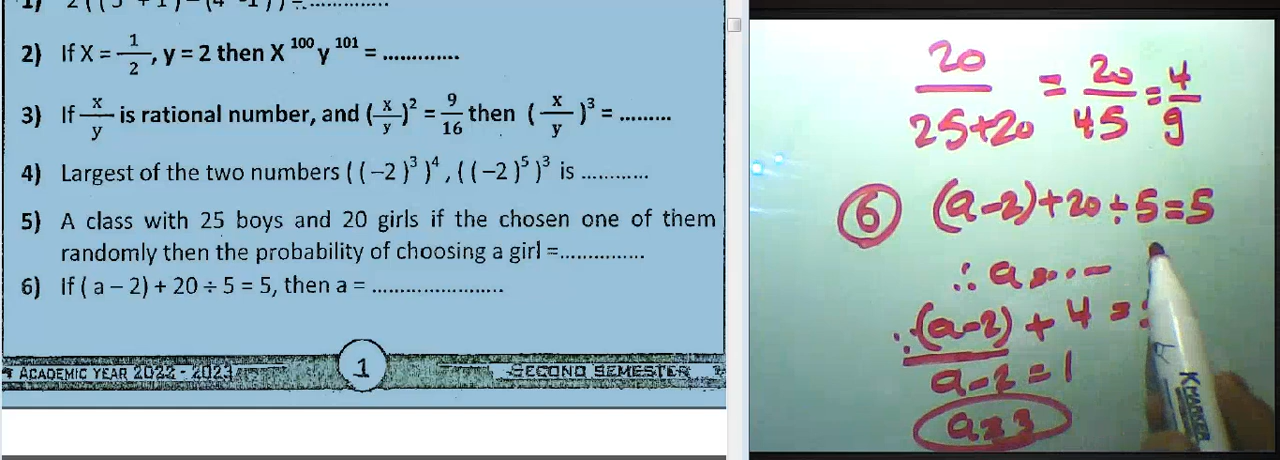 2) If X = 1/2, y = 2 then X^100 y^101 = .............
3) If x/y is rational number, and (x/y)^2 = 9/16 then (x/y)^3 = .........
4) Largest of the two numbers ((-2)^3)^4, ((-2)^5)^3 is ............
5) A class with 25 boys and 20 girls if the chosen one of them
randomly then the probability of choosing a girl =...............
6) If (a – 2) + 20 ÷ 5 = 5, then a = .......................
ACADEMIC YEAR 2022 - 2023
1
SECOND SEMESTER
20/25+20 = 20/45 = 4/9
6 (a-2)+20÷5=5
∴ a = ...
∴ (a-2) + 4 =
a-2=1
a=3
K MARKER